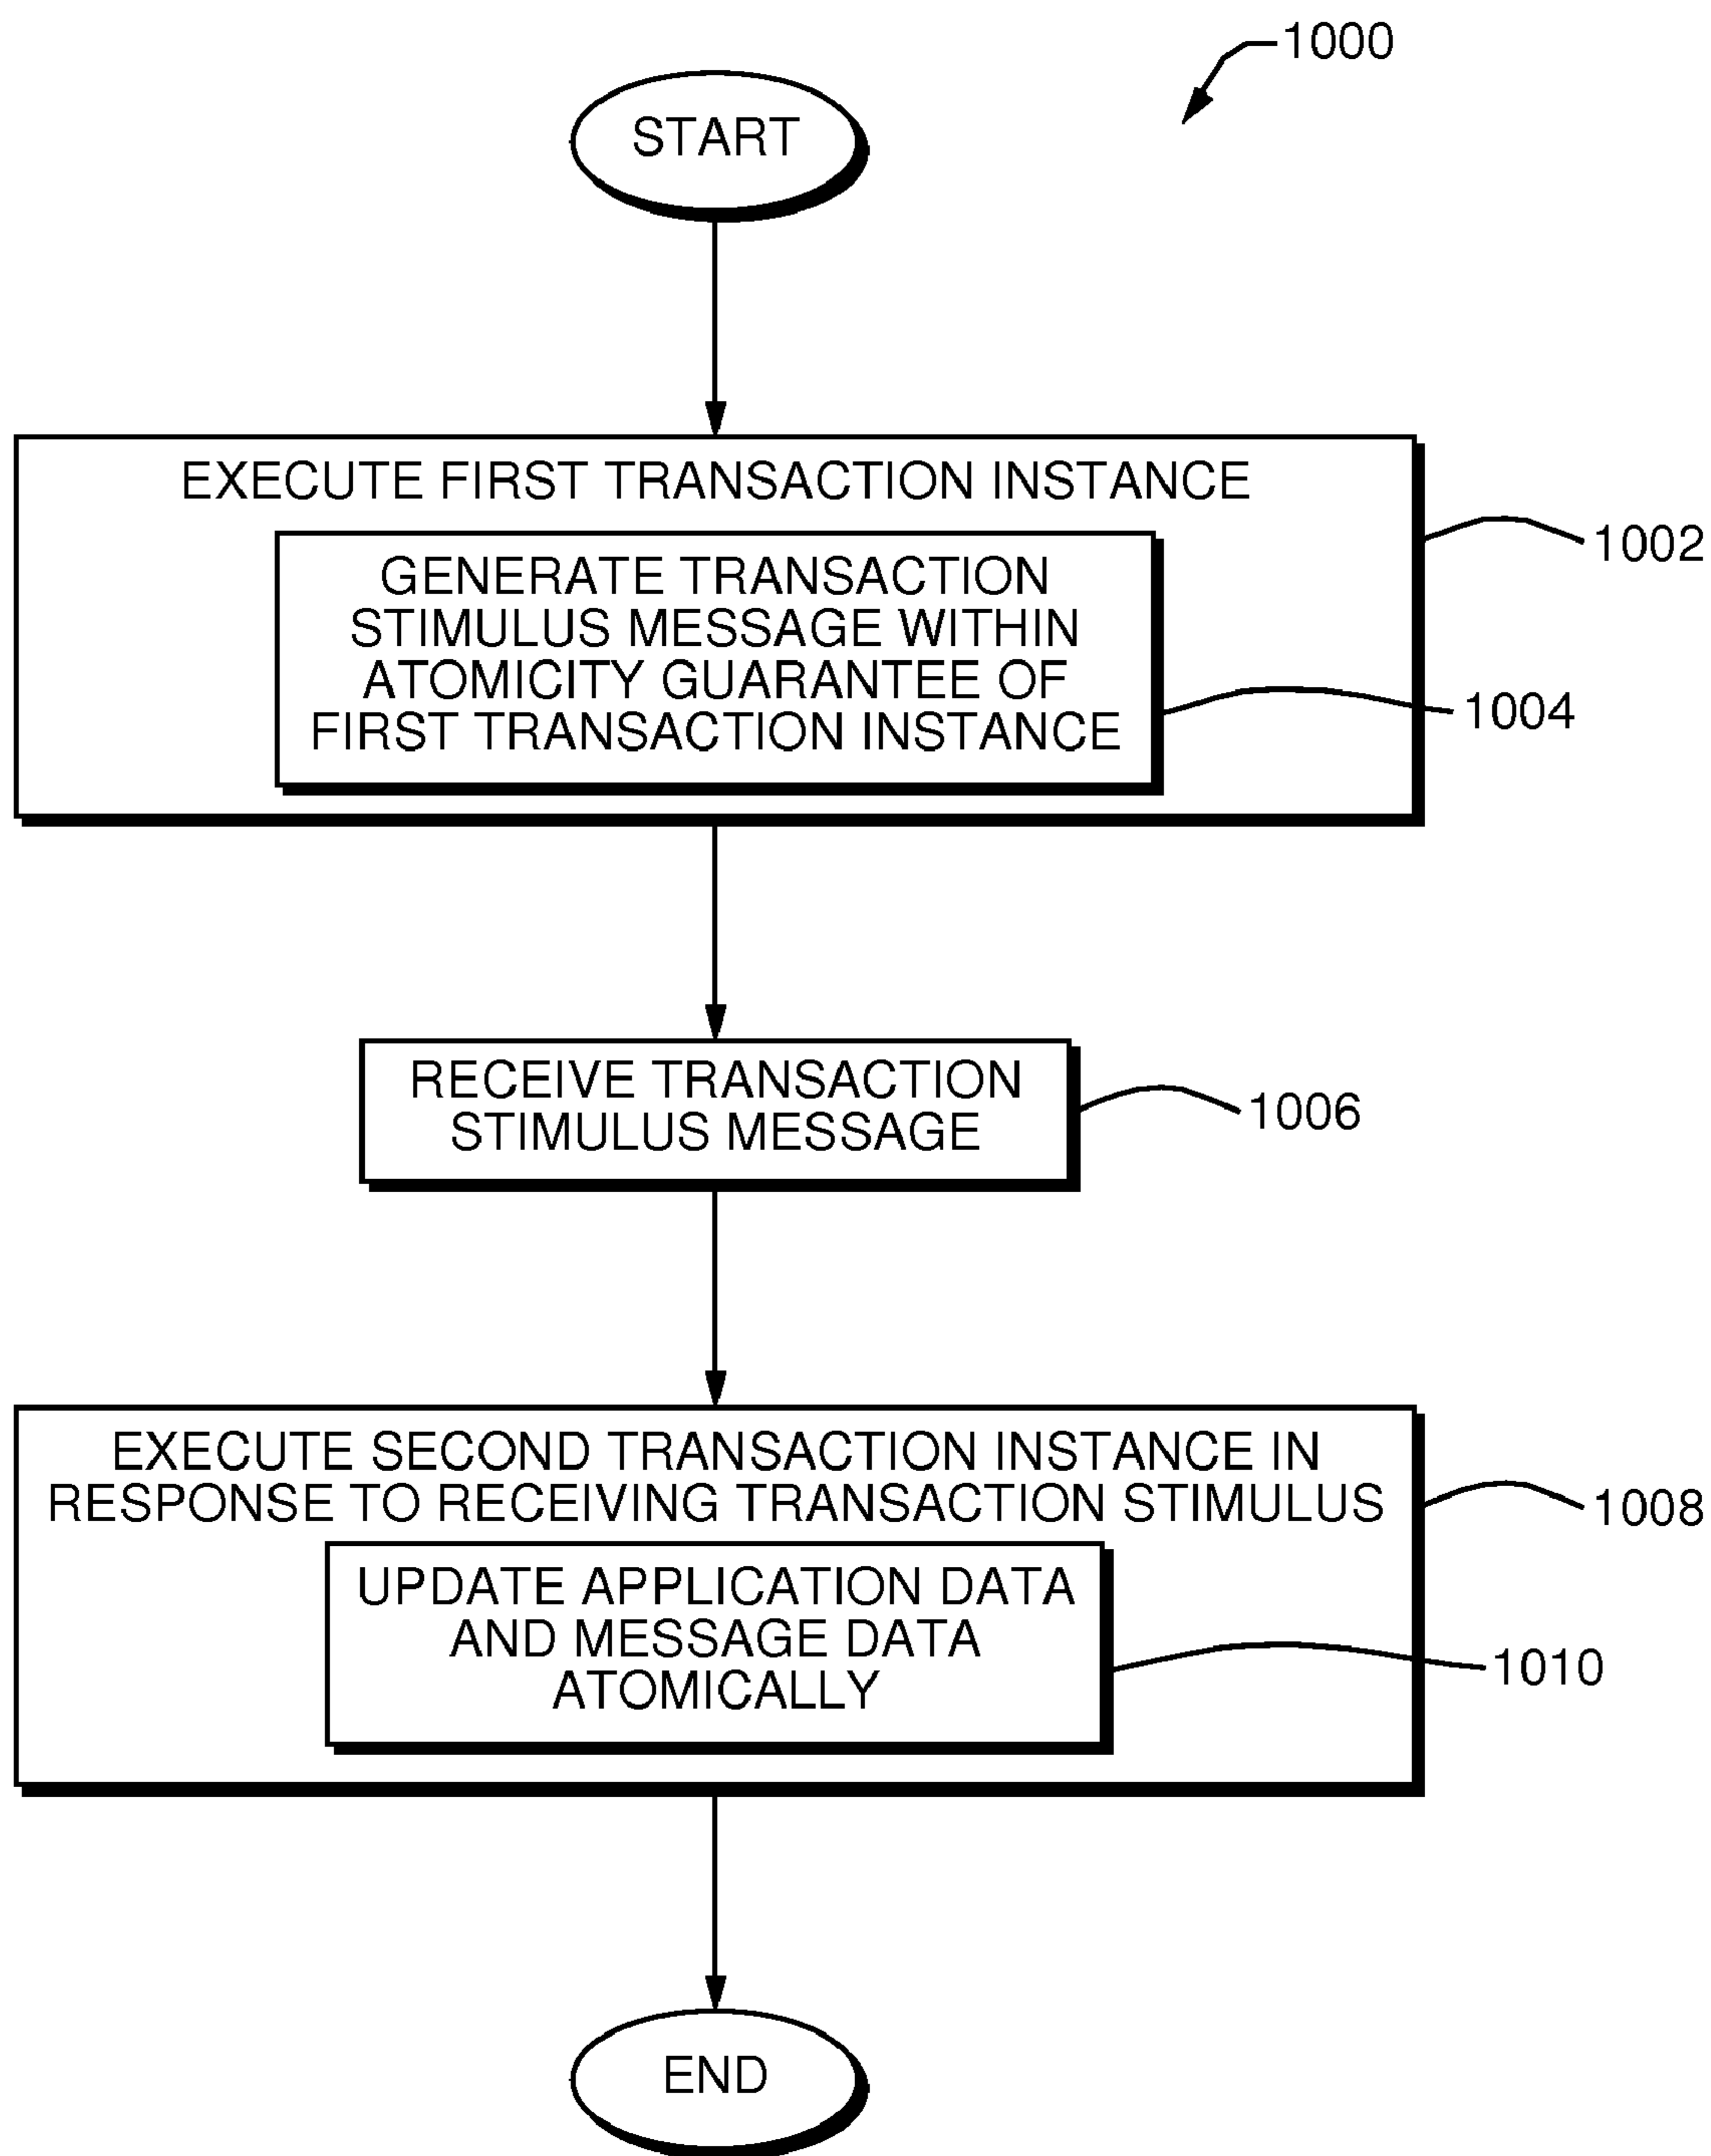 1000
START
EXECUTE FIRST TRANSACTION INSTANCE
1002
GENERATE TRANSACTION
STIMULUS MESSAGE WITHIN
ATOMICITY GUARANTEE OF
FIRST TRANSACTION INSTANCE
1004
RECEIVE TRANSACTION
STIMULUS MESSAGE
1006
EXECUTE SECOND TRANSACTION INSTANCE IN
RESPONSE TO RECEIVING TRANSACTION STIMULUS
1008
UPDATE APPLICATION DATA
AND MESSAGE DATA
ATOMICALLY
1010
END